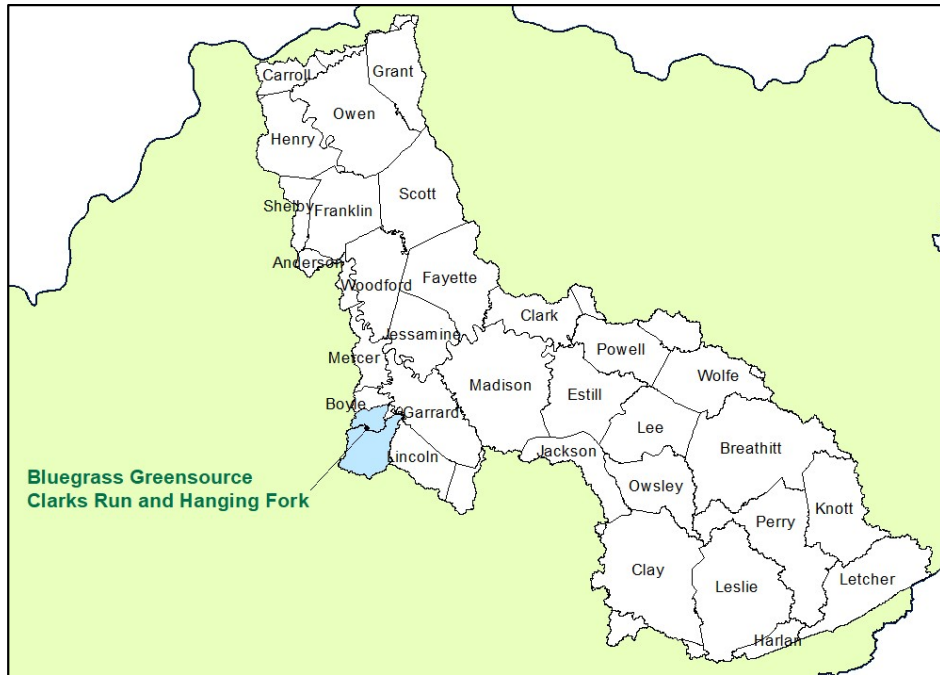 Carroll
Grant
Owen
Henry
Scott
Shelby
Franklin
Anderson
Woodford
Fayette
Clark
Jessamine
Mercer
Powell
Wolfe
Madison
Estill
Boyle
Garrard
Lee
Breathitt
Lincoln
Jackson
Bluegrass Greensource
Clarks Run and Hanging Fork
Owsley
Knott
Perry
Clay
Leslie
Letcher
Harlan